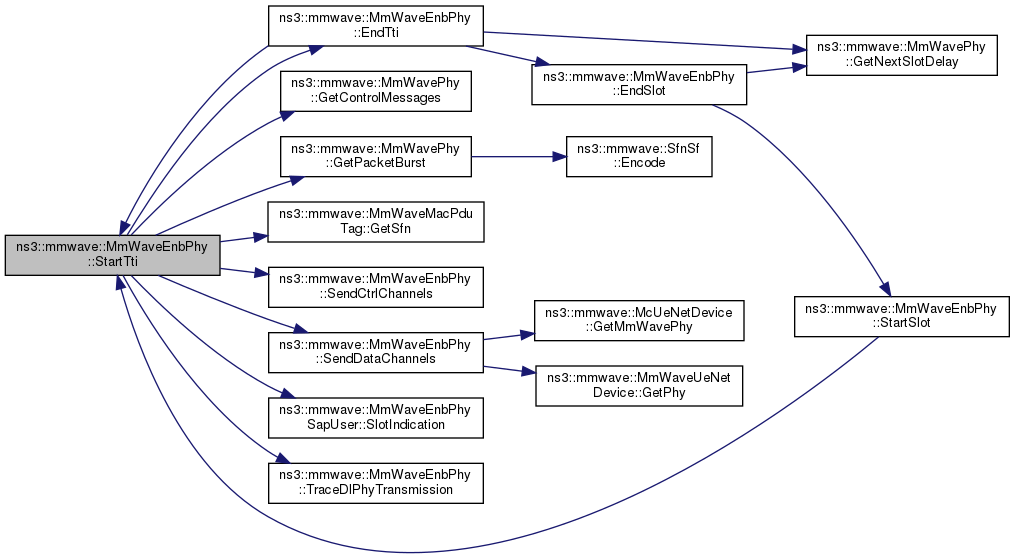 ns3::mmwave::MmWaveEnbPhy
::StartTti
ns3::mmwave::MmWaveEnbPhy
::EndTti
ns3::mmwave::MmWavePhy
::GetControlMessages
ns3::mmwave::MmWavePhy
::GetPacketBurst
ns3::mmwave::MmWaveMacPdu
Tag::GetSfn
ns3::mmwave::MmWaveEnbPhy
::SendCtrlChannels
ns3::mmwave::MmWaveEnbPhy
::SendDataChannels
ns3::mmwave::MmWaveEnbPhy
SapUser::SlotIndication
ns3::mmwave::MmWaveEnbPhy
::TraceDlPhyTransmission
ns3::mmwave::MmWaveEnbPhy
::EndSlot
ns3::mmwave::SfnSf
::Encode
ns3::mmwave::McUeNetDevice
::GetMmWavePhy
ns3::mmwave::MmWaveUeNet
Device::GetPhy
ns3::mmwave::MmWavePhy
::GetNextSlotDelay
ns3::mmwave::MmWaveEnbPhy
::StartSlot